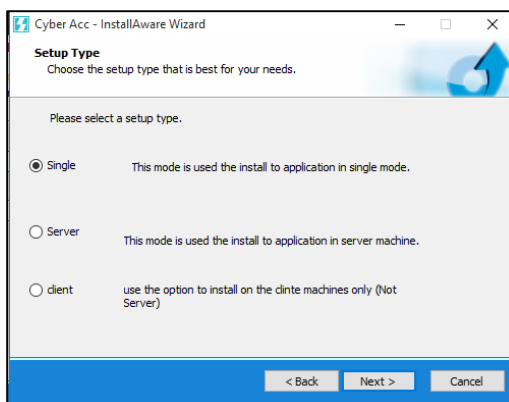 Cyber Acc - InstallAware Wizard
Setup Type
Choose the setup type that is best for your needs.
Please select a setup type.
Single This mode is used the install to application in single mode.
Server This mode is used the install to application in server machine.
client use the option to install on the clinte machines only (Not
Server)
< Back Next > Cancel